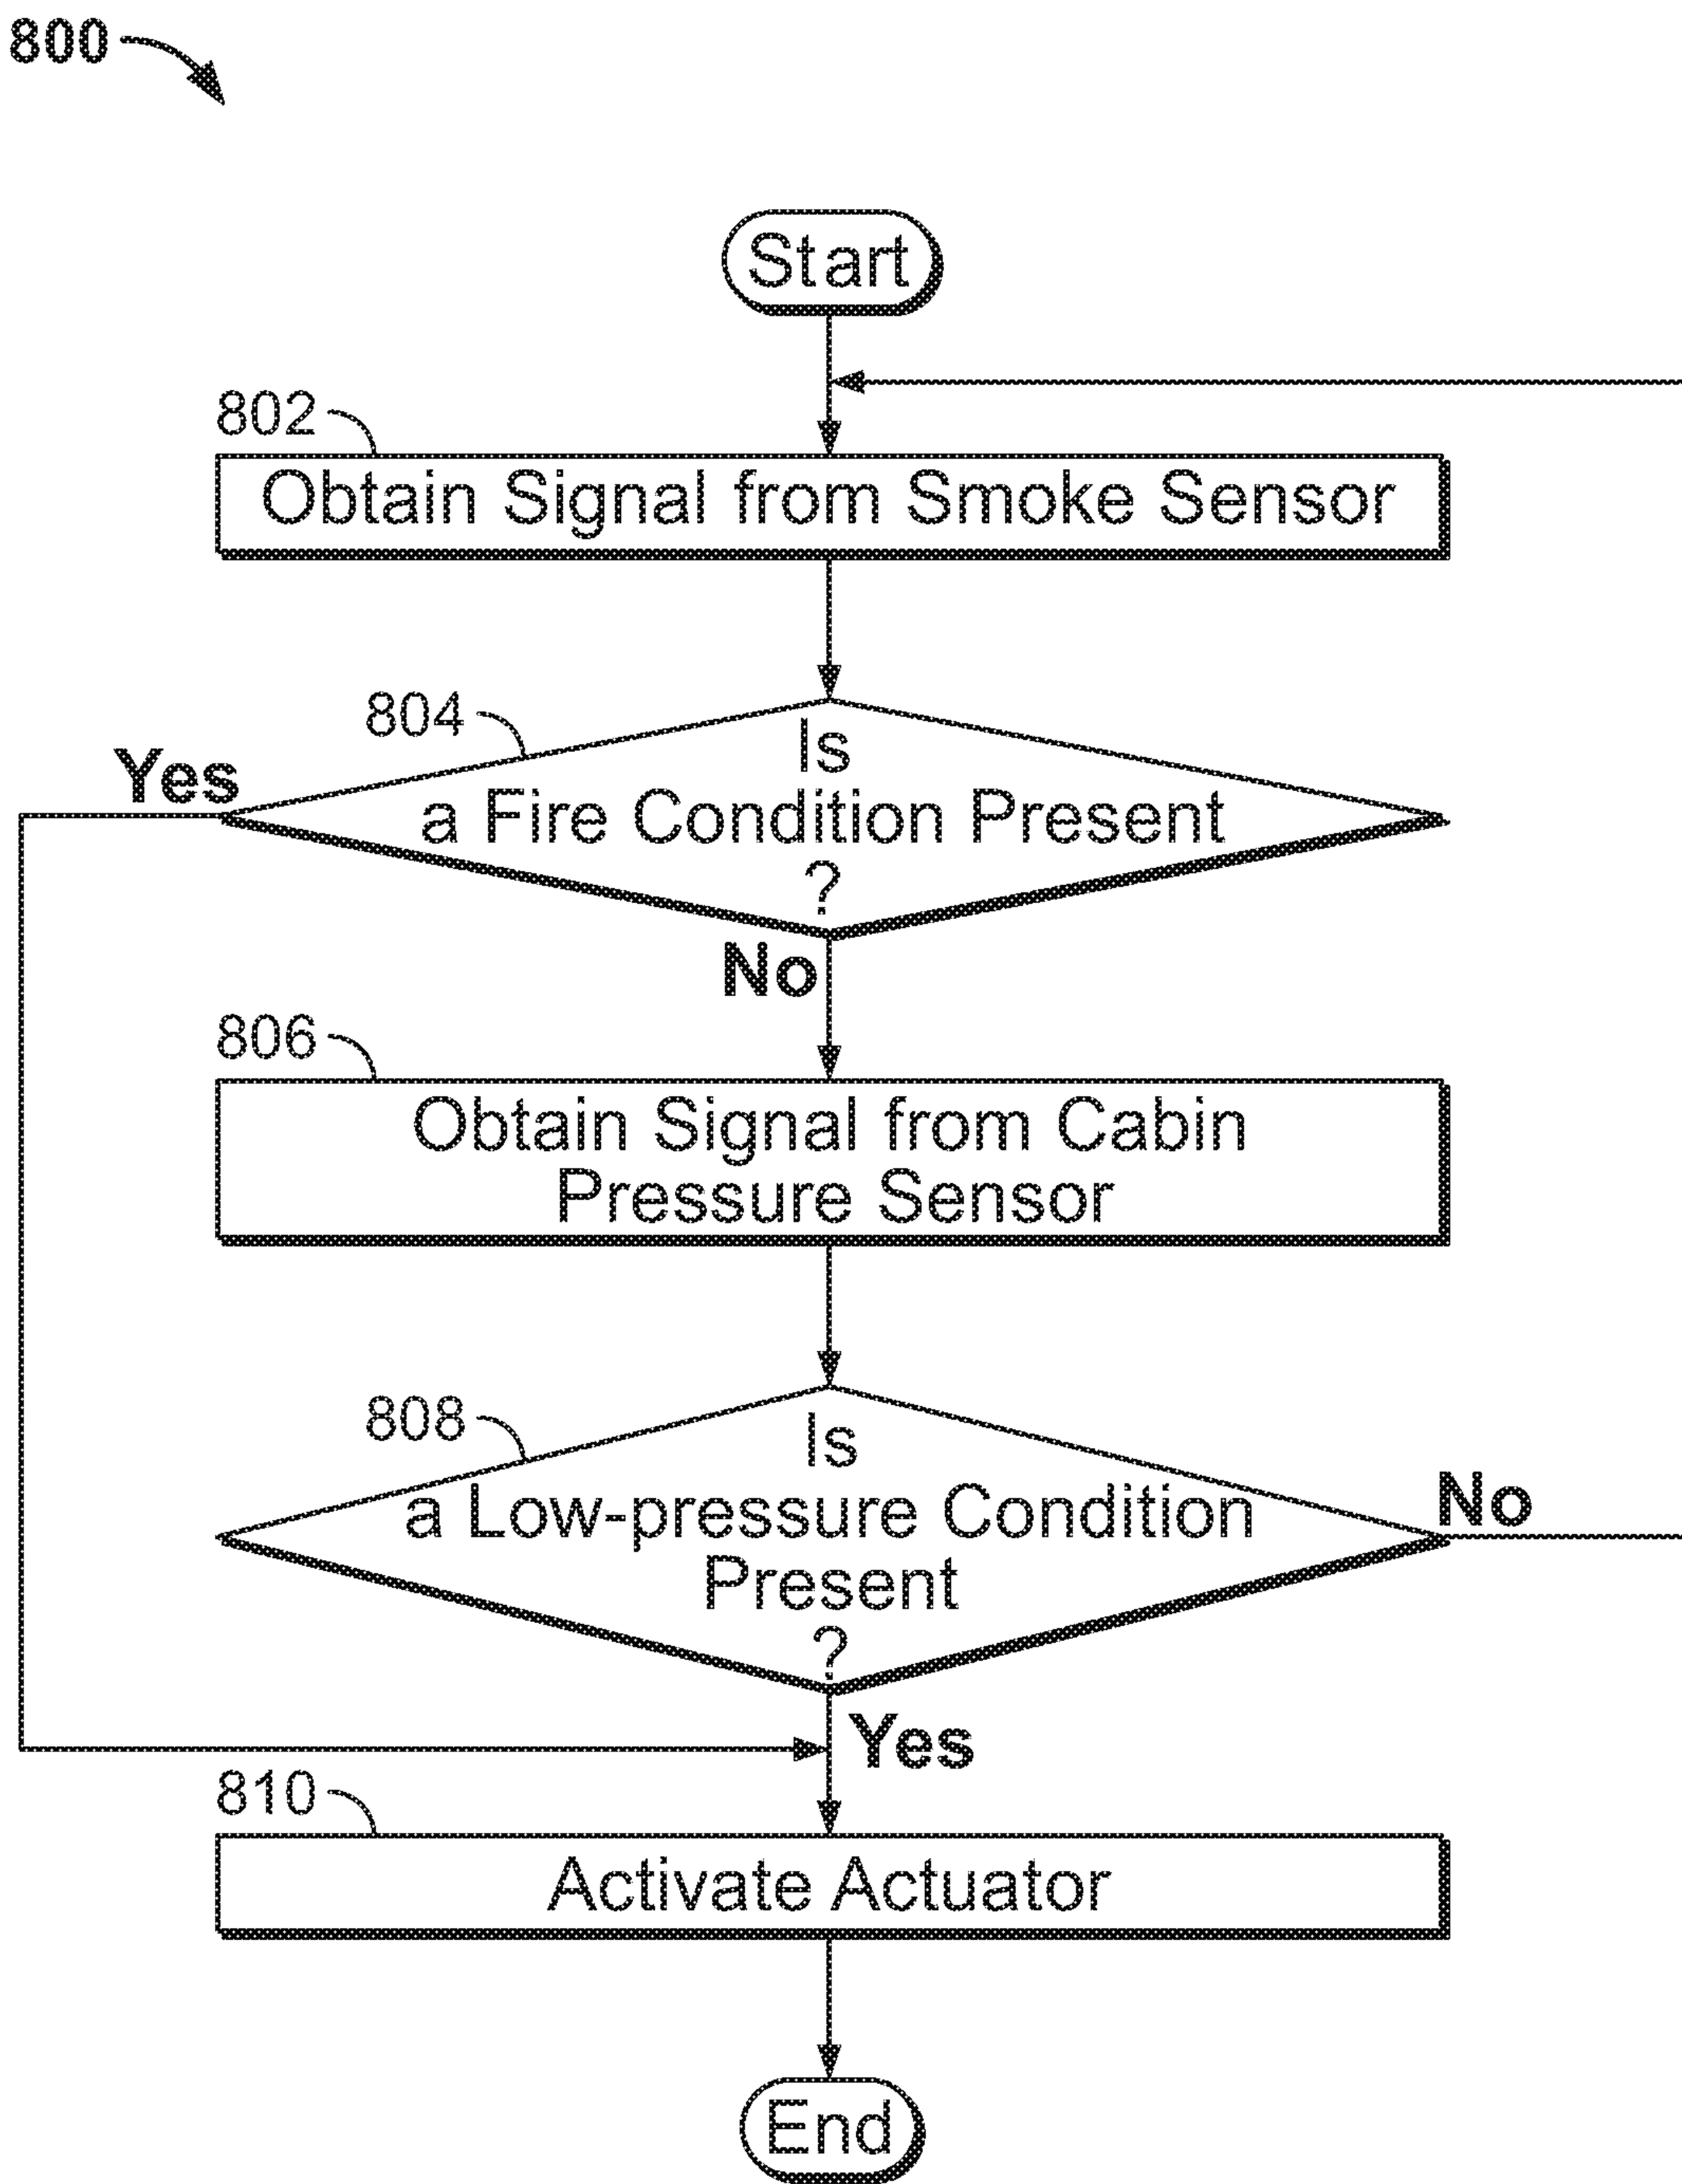 800
Start
802
Obtain Signal from Smoke Sensor
804
Yes
Is
a Fire Condition Present
?
No
806
Obtain Signal from Cabin
Pressure Sensor
808
Is
a Low-pressure Condition
Present
?
No
Yes
810
Activate Actuator
End